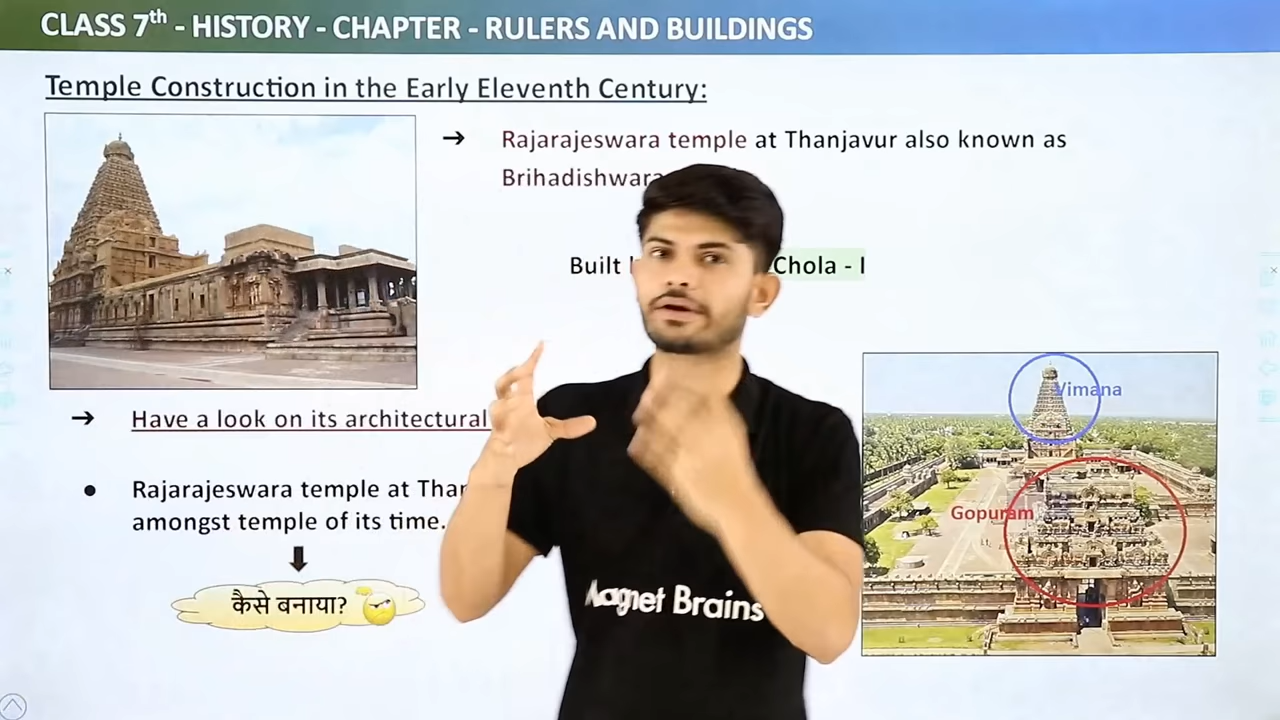 CLASS 7th - HISTORY - CHAPTER - RULERS AND BUILDINGS
Temple Construction in the Early Eleventh Century:
→ Rajarajeswara temple at Thanjavur also known as
Brihadishwara
Built
Chola - I
→ Have a look on its architectural
Vimana
Gopuram
● Rajarajeswara temple at
amongst temple of its time.
कैसे बनाया?
Magnet Brains